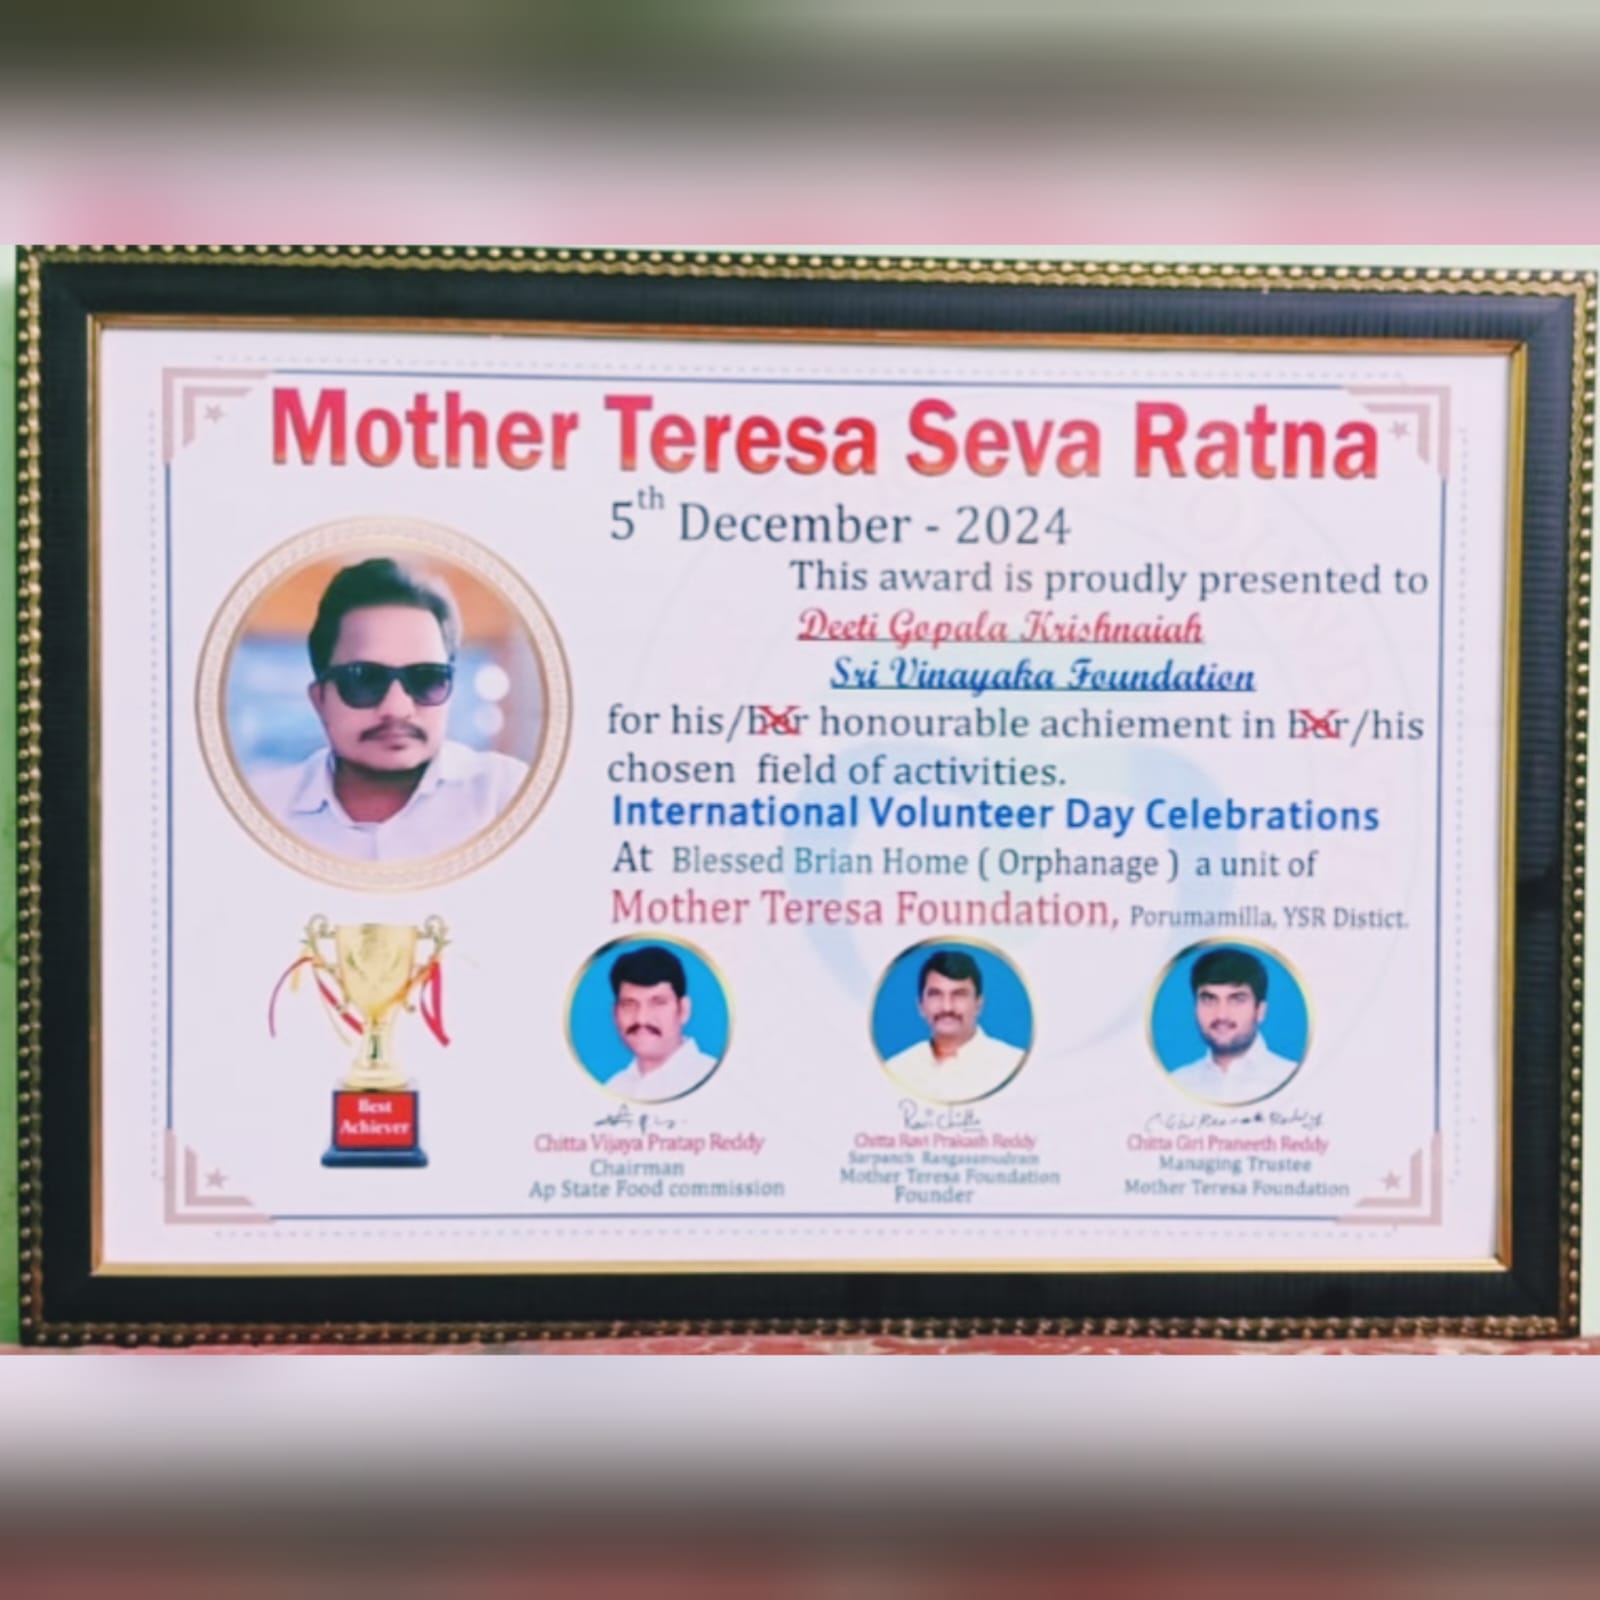 Mother Teresa Seva Ratna
5th December - 2024
This award is proudly presented to
Deeti Gopala Krishnaiah
Sri Vinayaka Foundation
for his/her honourable achiement in her/his
chosen field of activities.
International Volunteer Day Celebrations
At Blessed Brian Home ( Orphanage ) a unit of
Mother Teresa Foundation, Porumamilla, YSR Distict.
1
Best
Achiever
Chitta Vijaya Pratap Reddy
Chairman
Ap State Food commission
Ravi Chitta
Chitta Ravi Prakash Reddy
Sarpanch Rangasamudram
Mother Teresa Foundation
Founder
Chitta Giri Praneeth Reddy
Managing Trustee
Mother Teresa Foundation